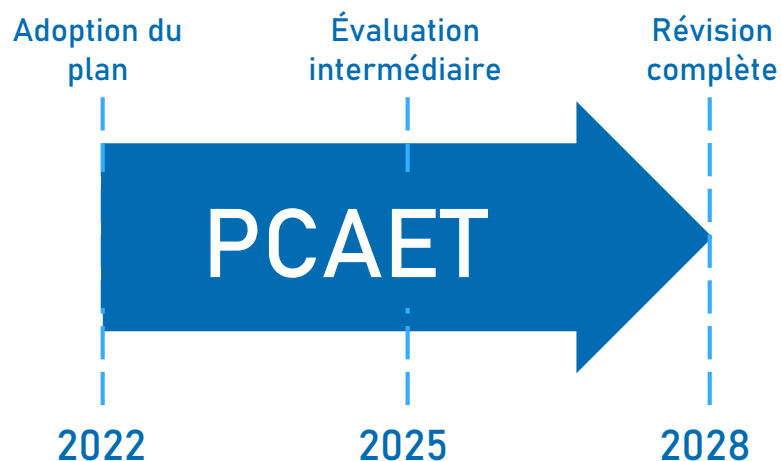 Adoption du
plan
Évaluation
intermédiaire
Révision
complète
PCAET
2022
2025
2028